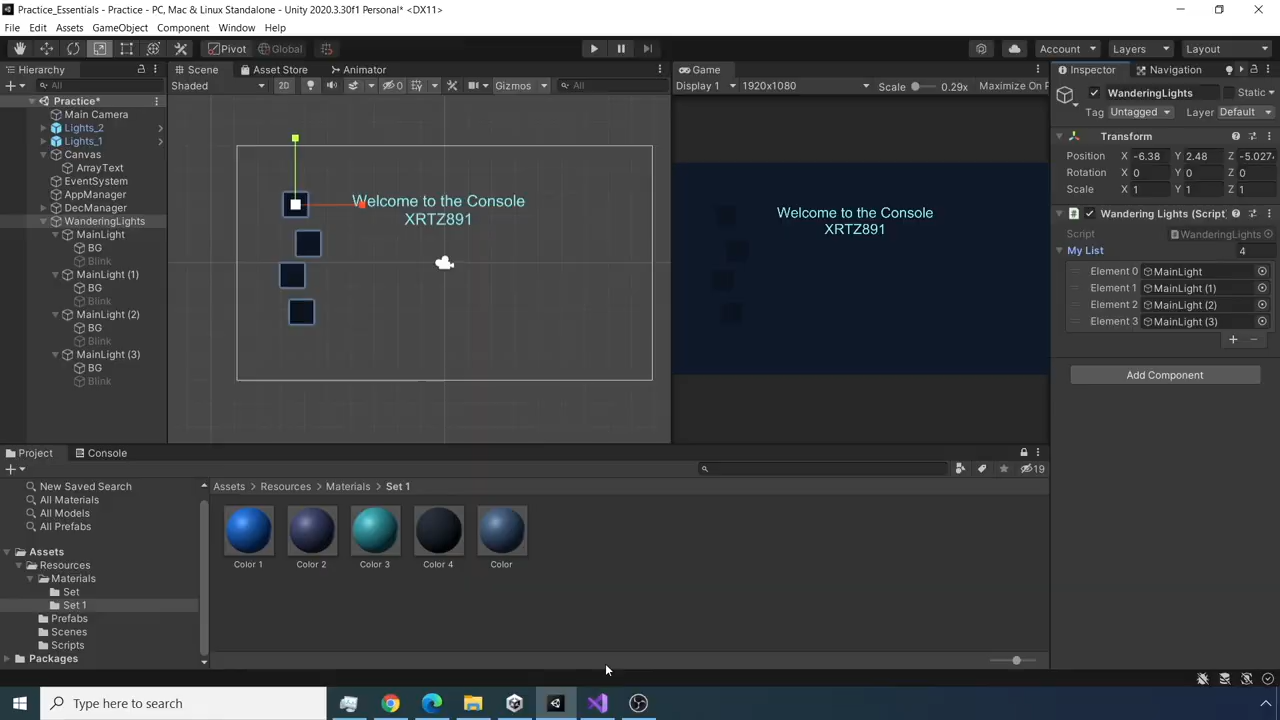 Practice_Essentials - Practice - PC, Mac & Linux Standalone - Unity 2020.3.30f1 Personal* <DX11>
File Edit Assets GameObject Component Window Help
Pivot Global Account Layers Layout
Hierarchy Scene Asset Store Animator Game Inspector Navigation
All Shaded 2D 0 Gizmos All Display 1 1920x1080 Scale 0.29x Maximize On P
Practice*
Main Camera
Lights_2
Lights_1
Canvas
ArrayText
EventSystem
AppManager
DecManager
WanderingLights
MainLight
BG
Blink
MainLight (1)
BG
Blink
MainLight (2)
BG
Blink
MainLight (3)
BG
Blink
Welcome to the Console
XRTZ891
Welcome to the Console
XRTZ891
WanderingLights Static
Tag Untagged Layer Default
Transform
Position X -6.38 Y 2.48 Z -5.027
Rotation X 0 Y 0 Z 0
Scale X 1 Y 1 Z 1
Wandering Lights (Script)
Script WanderingLights
My List 4
Element 0 MainLight
Element 1 MainLight (1)
Element 2 MainLight (2)
Element 3 MainLight (3)
+ −
Add Component
Project Console
19
New Saved Search
All Materials
All Models
All Prefabs
Assets
Resources
Materials
Set
Set 1
Prefabs
Scenes
Scripts
Packages
Assets > Resources > Materials > Set 1
Color 1 Color 2 Color 3 Color 4 Color
Type here to search